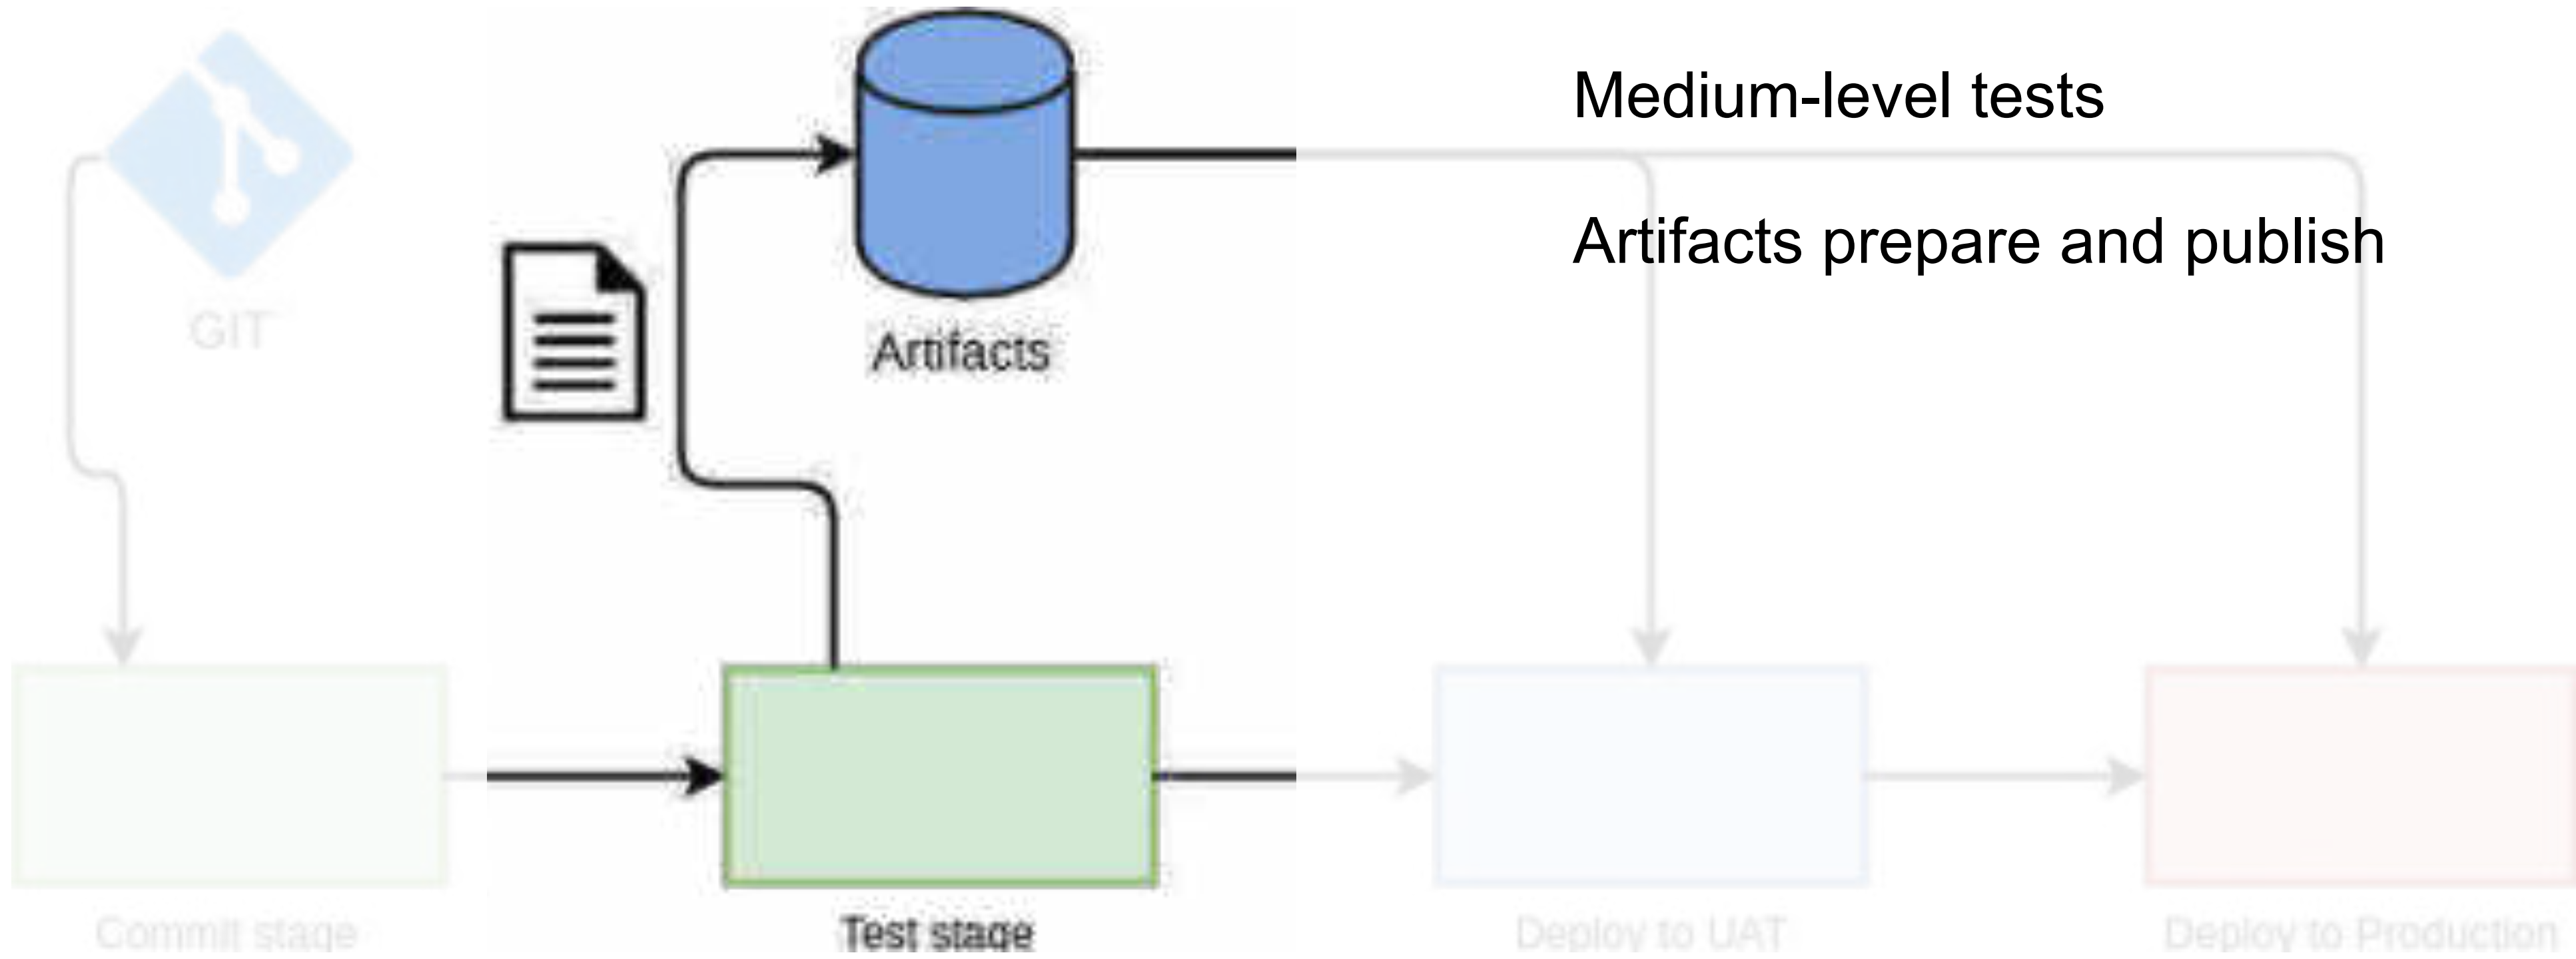 Medium-level tests
Artifacts prepare and publish
GIT
Artifacts
Commit stage
Test stage
Deploy to UAT
Deploy to Production